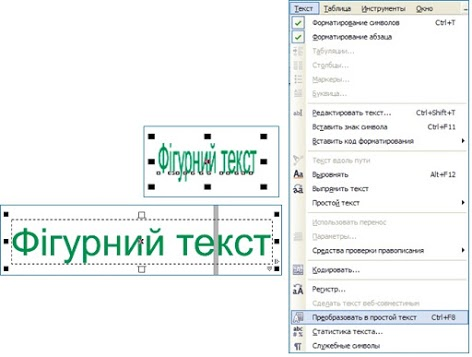 Фігурний текст
Фігурний текст
Текст Таблица Инструменты Окно
Форматирование символов Ctrl+T
Форматирование абзаца
Табуляции...
Столбцы...
Маркеры...
Буквица...
Редактировать текст... Ctrl+Shift+T
Вставить знак символа Ctrl+F11
Вставить код форматирования
Текст вдоль пути
Выровнять Alt+F12
Выпрямить текст
Простой текст
Использовать перенос
Параметры...
Средства проверки правописания
Кодировать...
Регистр...
Сделать текст веб-совместимым
Преобразовать в простой текст Ctrl+F8
Статистика текста...
Служебные символы